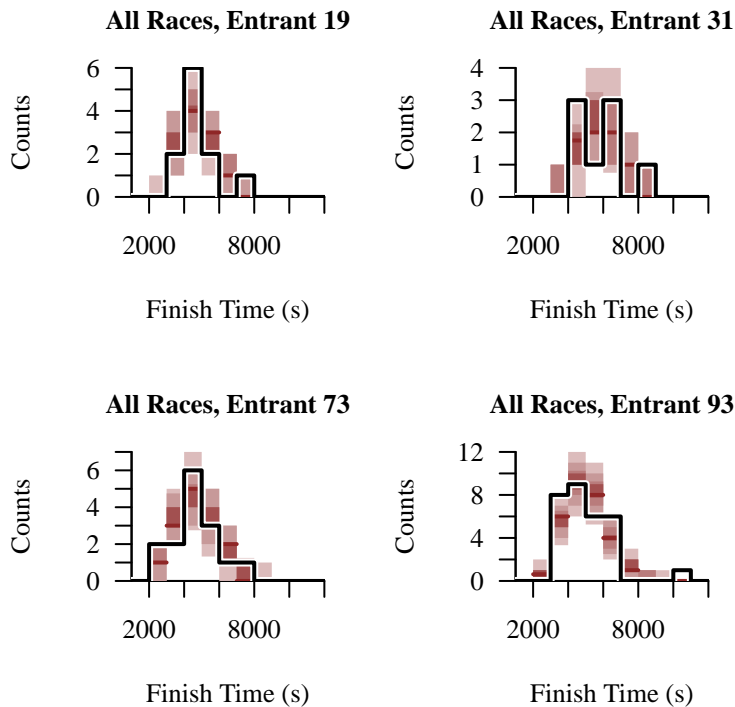 All Races, Entrant 19
Counts
6
4
2
0
2000 8000
Finish Time (s)
All Races, Entrant 31
Counts
4
3
2
1
0
2000 8000
Finish Time (s)
All Races, Entrant 73
Counts
6
4
2
0
2000 8000
Finish Time (s)
All Races, Entrant 93
Counts
12
8
4
0
2000 8000
Finish Time (s)